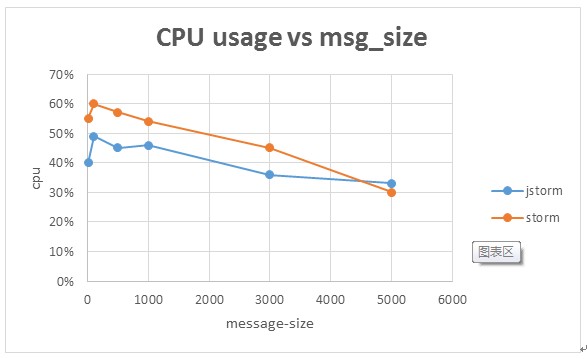 CPU usage vs msg_size
70%
60%
50%
40%
30%
20%
10%
0%
cpu
0 1000 2000 3000 4000 5000 6000
message-size
jstorm
storm
图表区